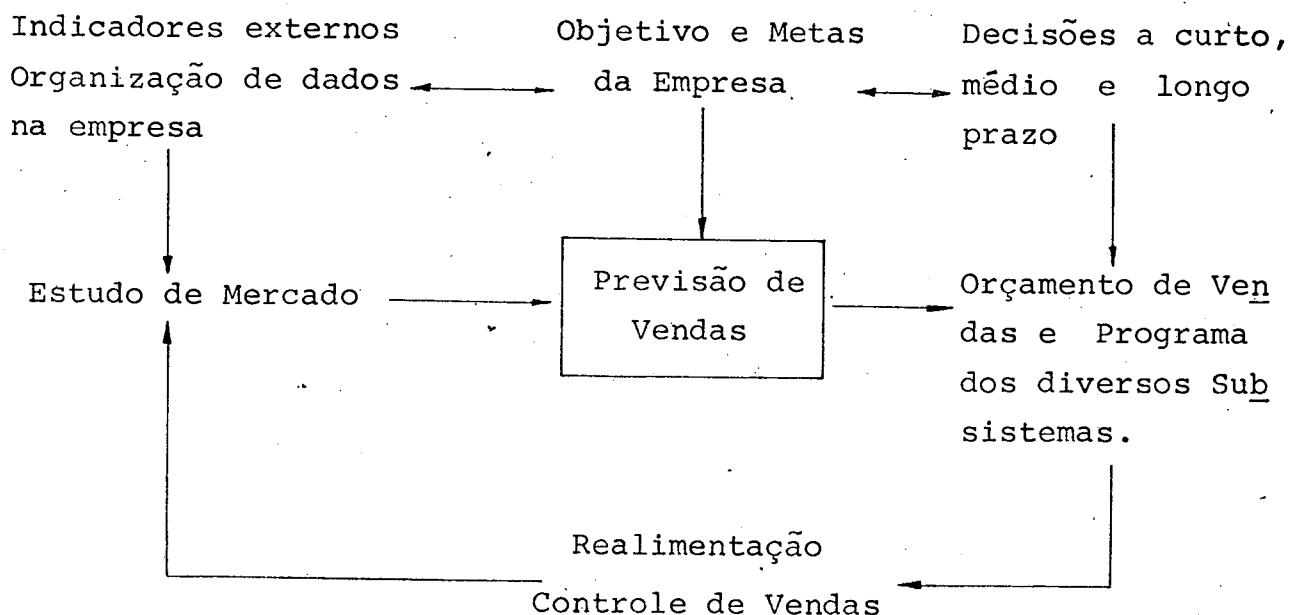 Indicadores externos
Organização de dados
na empresa
Objetivo e Metas
da Empresa
Decisões a curto,
médio e longo
prazo
Estudo de Mercado
Previsão de
Vendas
Orçamento de Ven
das e Programa
dos diversos Sub
sistemas.
Realimentação
Controle de Vendas